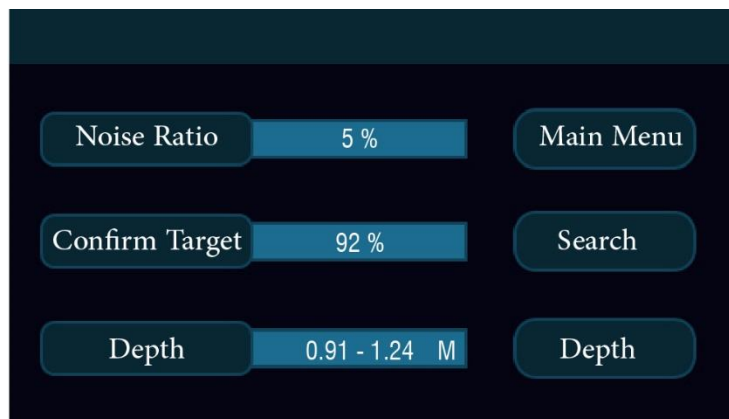 Noise Ratio 5 % Main Menu
Confirm Target 92 % Search
Depth 0.91 - 1.24 M Depth